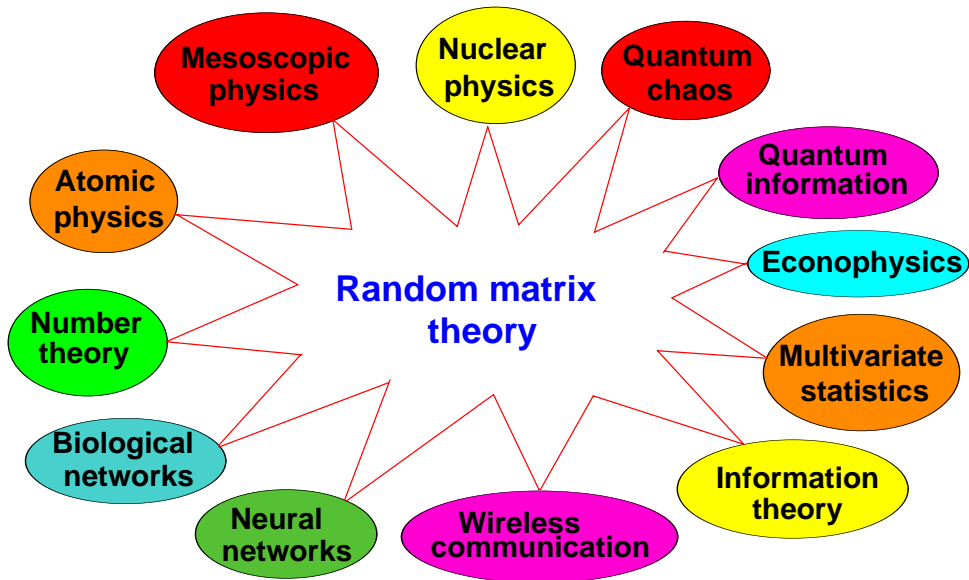 Mesoscopic
physics
Nuclear
physics
Quantum
chaos
Quantum
information
Atomic
physics
Econophysics
Random matrix
theory
Number
theory
Multivariate
statistics
Biological
networks
Information
theory
Neural
networks
Wireless
communication